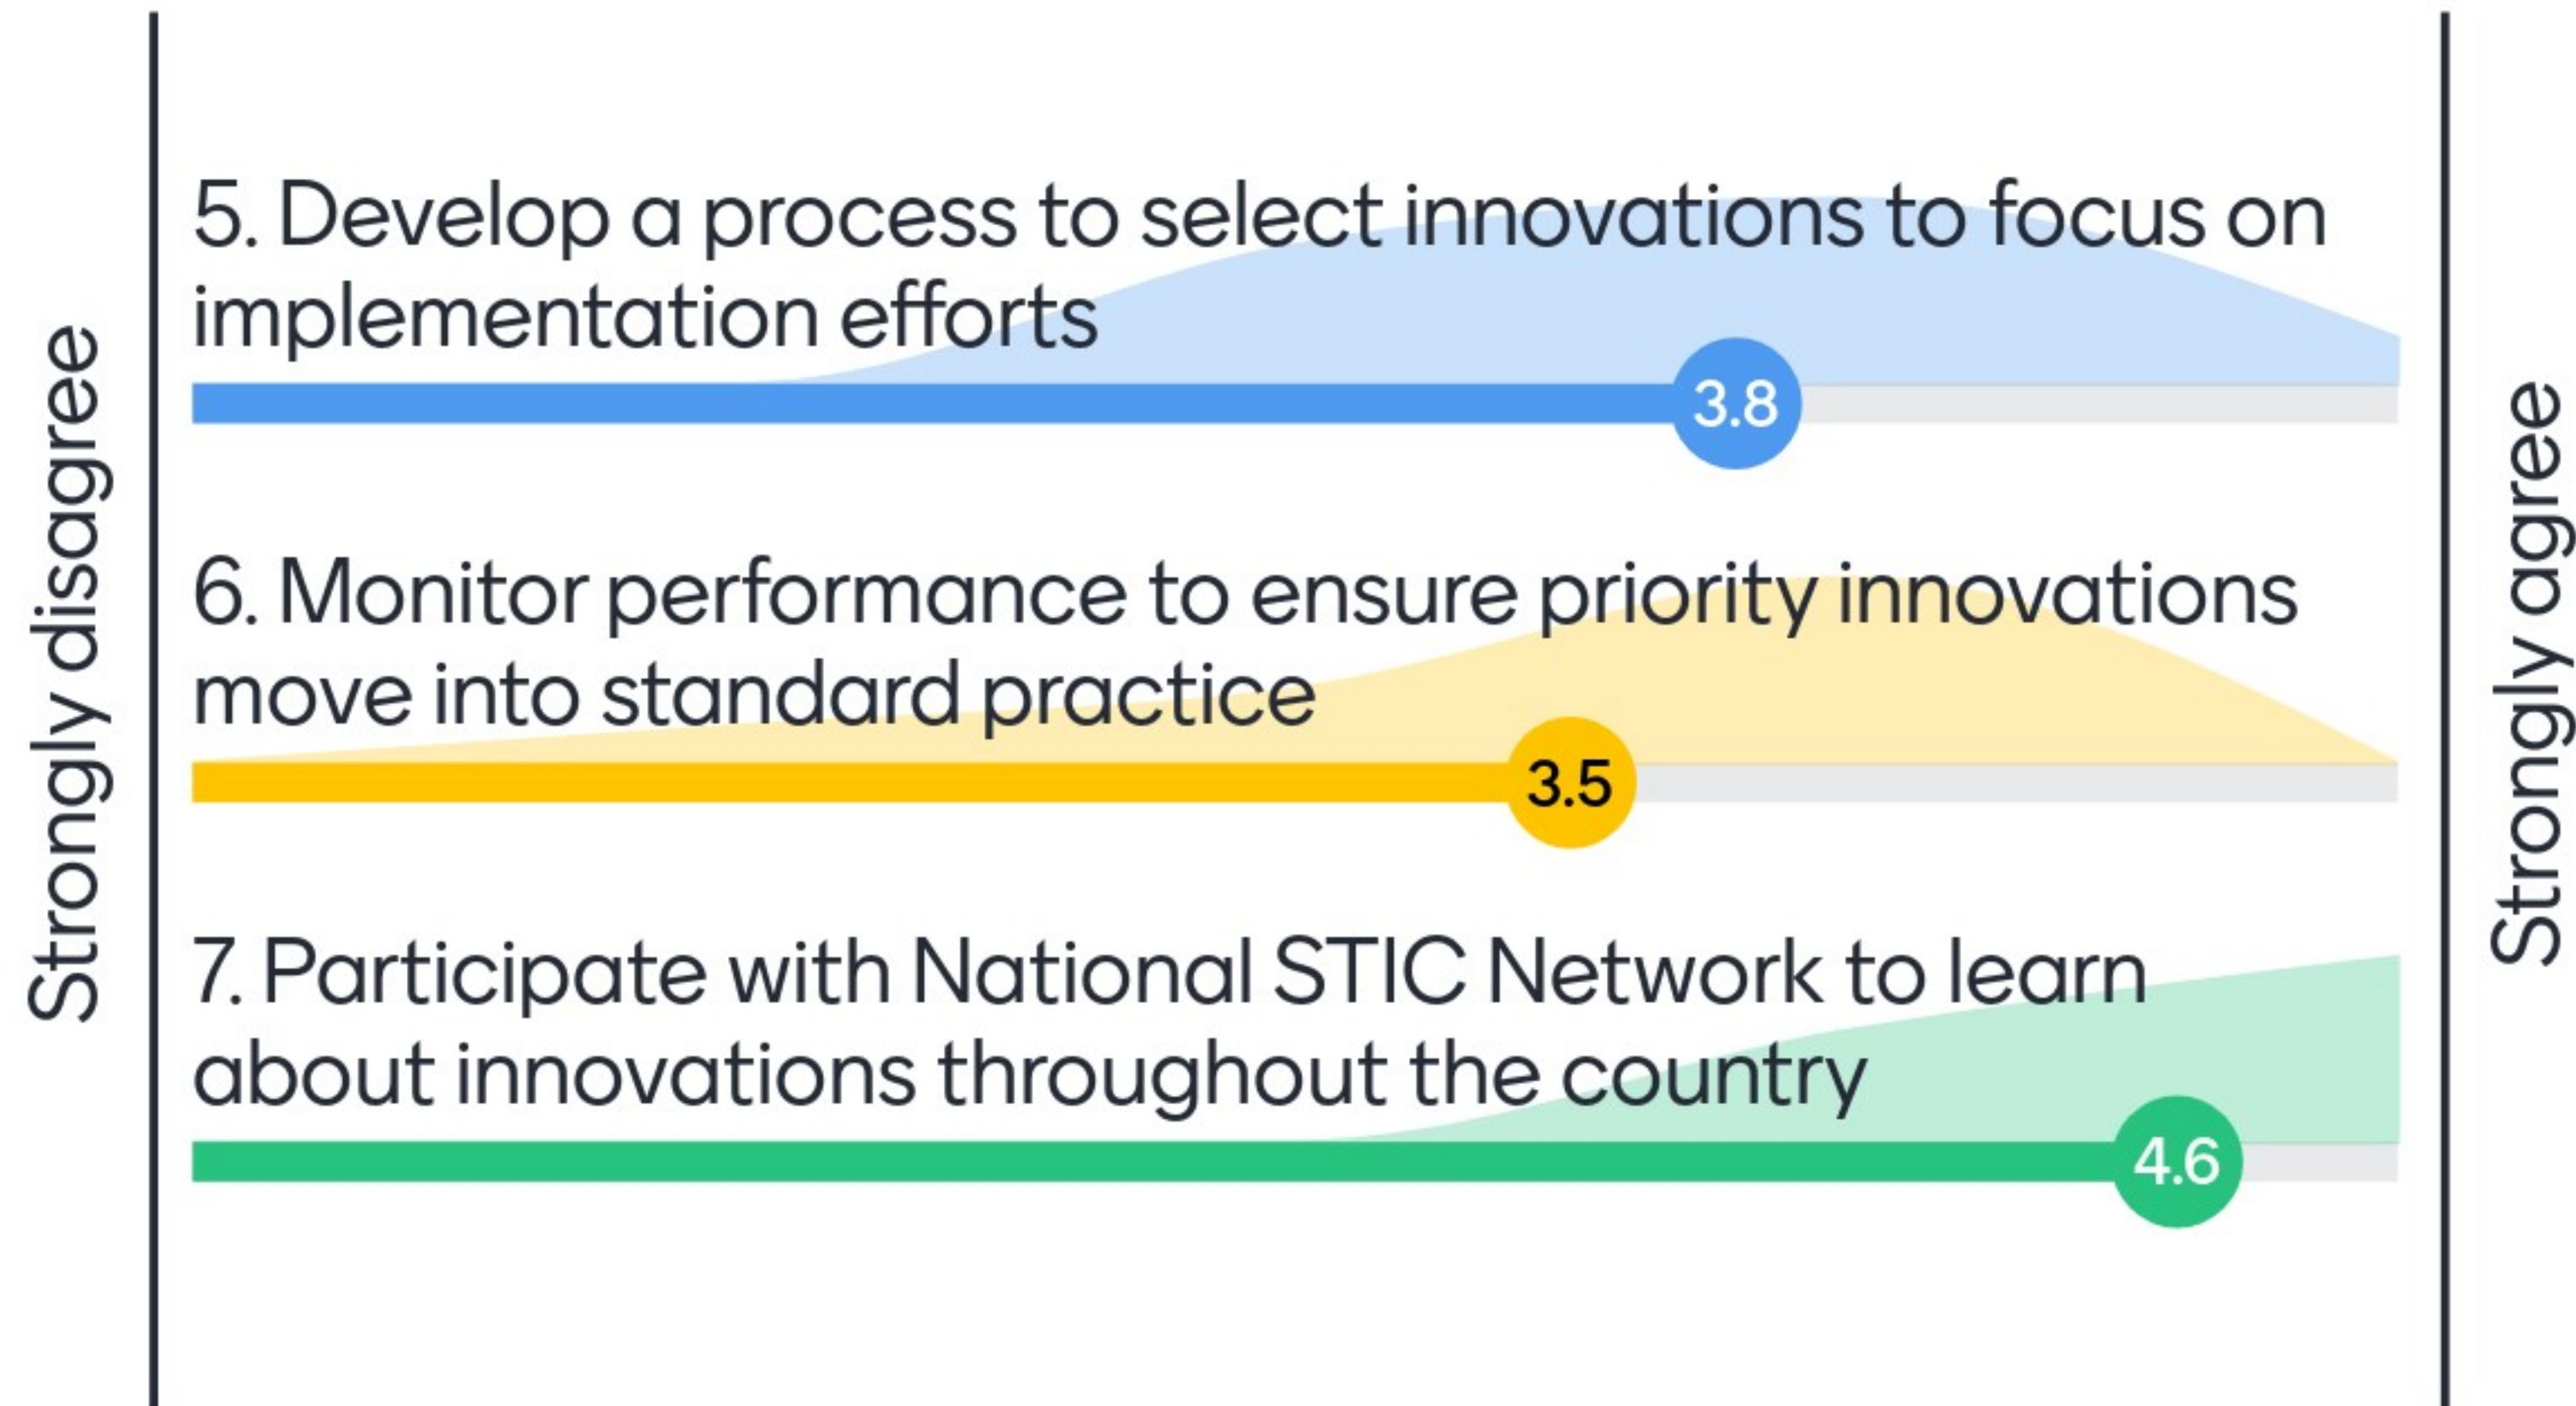 Strongly disagree
5. Develop a process to select innovations to focus on
implementation efforts
3.8
6. Monitor performance to ensure priority innovations
move into standard practice
3.5
7. Participate with National STIC Network to learn
about innovations throughout the country
4.6
Strongly agree